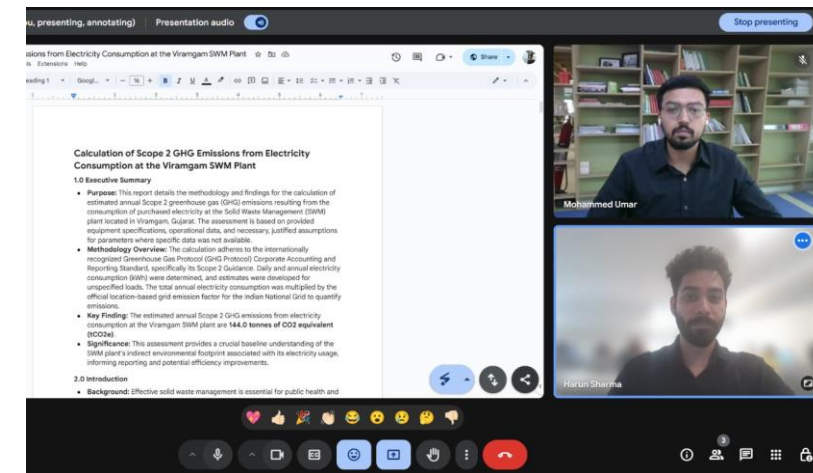 u, presenting, annotating) Presentation audio
Stop presenting
sions from Electricity Consumption at the Viramgam SWM Plant
Extensions Help
Share
eading 1 Googl... 16 B I U A
Calculation of Scope 2 GHG Emissions from Electricity
Consumption at the Viramgam SWM Plant
1.0 Executive Summary
• Purpose: This report details the methodology and findings for the calculation of
estimated annual Scope 2 greenhouse gas (GHG) emissions resulting from the
consumption of purchased electricity at the Solid Waste Management (SWM)
plant located in Viramgam, Gujarat. The assessment is based on provided
equipment specifications, operational data, and necessary, justified assumptions
for parameters where specific data was not available.
• Methodology Overview: The calculation adheres to the internationally
recognized Greenhouse Gas Protocol (GHG Protocol) Corporate Accounting and
Reporting Standard, specifically its Scope 2 Guidance. Daily and annual electricity
consumption (kWh) were determined, and estimates were developed for
unspecified loads. The total annual electricity consumption was multiplied by the
official location-based grid emission factor for the Indian National Grid to quantify
emissions.
• Key Finding: The estimated annual Scope 2 GHG emissions from electricity
consumption at the Viramgam SWM plant are 144.0 tonnes of CO2 equivalent
(tCO2e).
• Significance: This assessment provides a crucial baseline understanding of the
SWM plant's indirect environmental footprint associated with its electricity usage,
informing reporting and potential efficiency improvements.
2.0 Introduction
• Background: Effective solid waste management is essential for public health and
Mohammed Umar
Harun Sharma
3